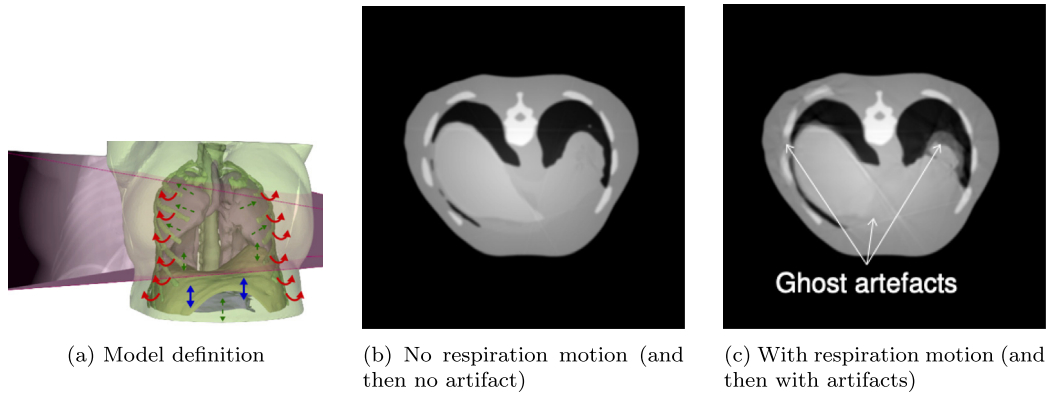 Ghost artefacts
(a) Model definition
(b) No respiration motion (and
then no artifact)
(c) With respiration motion (and
then with artifacts)